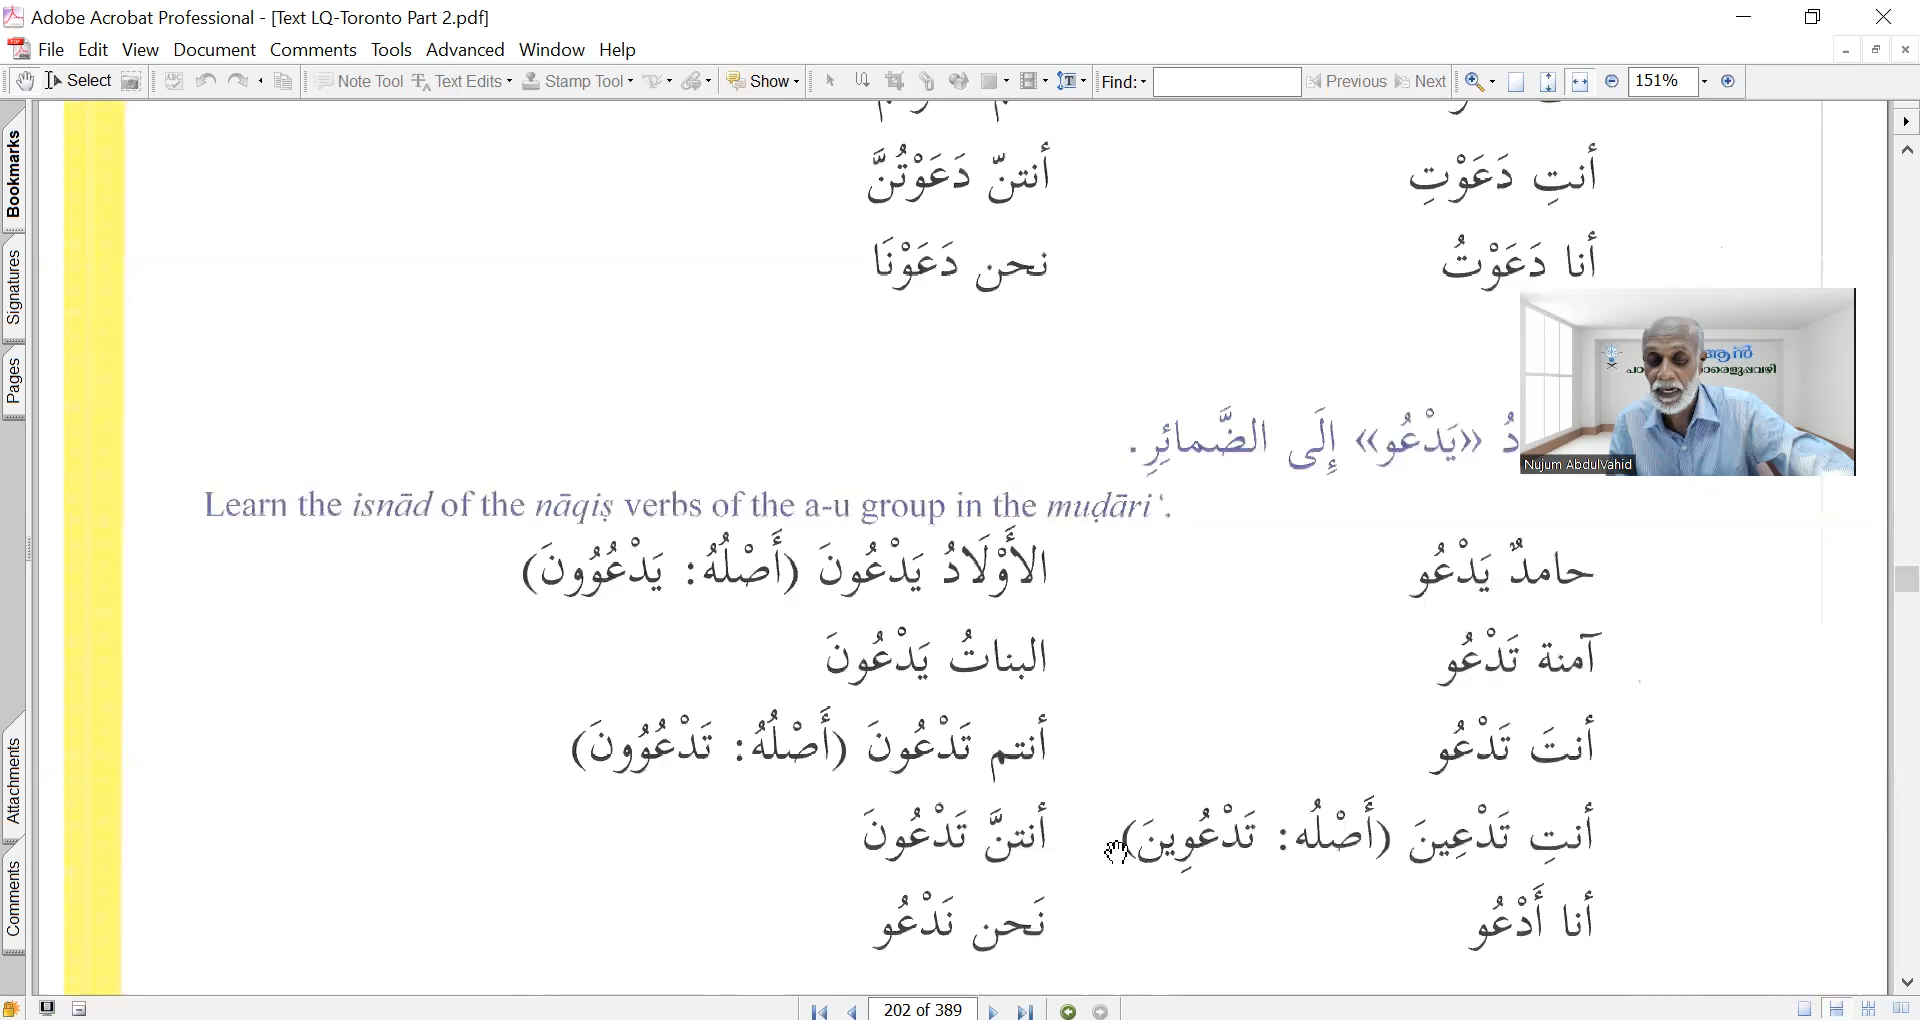 Adobe Acrobat Professional - [Text LQ-Toronto Part 2.pdf]
File Edit View Document Comments Tools Advanced Window Help
Select Note Tool Text Edits Stamp Tool Show Find: Previous Next 151%
Bookmarks
Signatures
Pages
Attachments
Comments
أنتِ دَعَوْتِ أنتنّ دَعَوْتُنَّ
أنا دَعَوْتُ نحن دَعَوْنَا
Nujum AbdulVahid
«يَدْعُو» إِلَى الضَّمائِرِ.
Learn the isnād of the nāqiṣ verbs of the a-u group in the muḍāriʿ.
حامدٌ يَدْعُو الأَوْلَادُ يَدْعُونَ (أَصْلُهُ: يَدْعُوُونَ)
آمنة تَدْعُو البناتُ يَدْعُونَ
أنتَ تَدْعُو أنتم تَدْعُونَ (أَصْلُهُ: تَدْعُوُونَ)
أنتِ تَدْعِينَ (أَصْلُه: تَدْعُوِينَ) أنتنَّ تَدْعُونَ
أنا أَدْعُو نَحن نَدْعُو
202 of 389